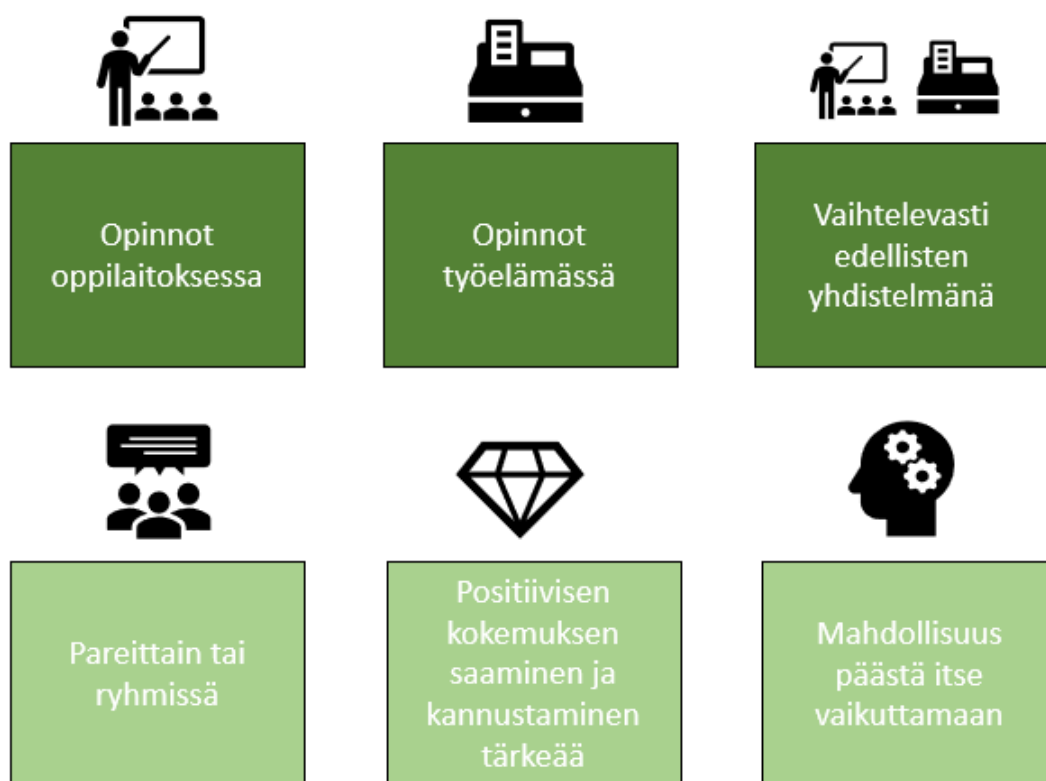 Opinnot
oppilaitoksessa
Opinnot
työelämässä
Vaihtelevasti
edellisten
yhdistelmänä
Pareittain tai
ryhmissä
Positiivisen
kokemuksen
saaminen ja
kannustaminen
tärkeää
Mahdollisuus
päästä itse
vaikuttamaan